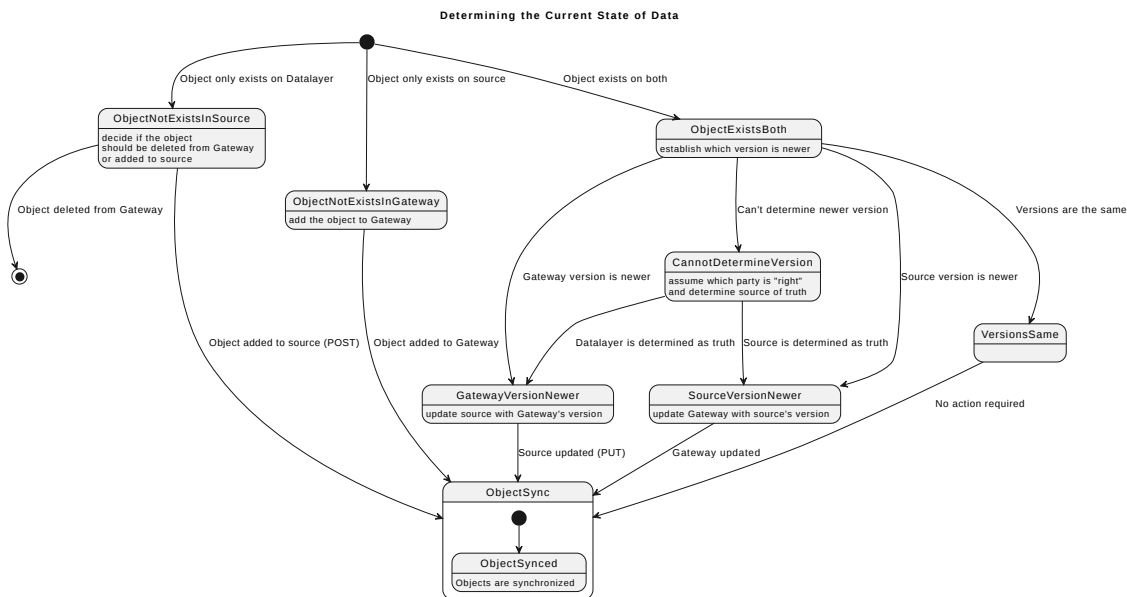 Determining the Current State of Data
Object only exists on Datalayer
Object only exists on source
Object exists on both
ObjectNotExistsInSource
decide if the object
should be deleted from Gateway
or added to source
ObjectExistsBoth
establish which version is newer
ObjectNotExistsInGateway
add the object to Gateway
Object deleted from Gateway
Can't determine newer version
Versions are the same
CannotDetermineVersion
assume which party is "right"
and determine source of truth
Gateway version is newer
Source version is newer
VersionsSame
Object added to source (POST)
Object added to Gateway
Datalayer is determined as truth
Source is determined as truth
GatewayVersionNewer
update source with Gateway's version
SourceVersionNewer
update Gateway with source's version
No action required
Source updated (PUT)
Gateway updated
ObjectSync
ObjectSynced
Objects are synchronized